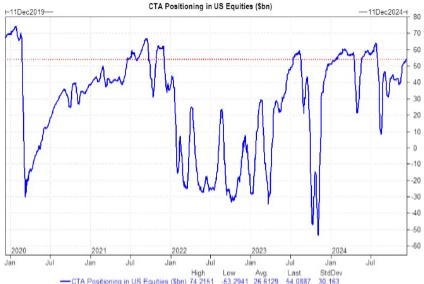 CTA Positioning in US Equities ($bn)
11Dec2019
11Dec2024
80
70
60
50
40
30
20
10
0
-10
-20
-30
-40
-50
-60
2020 2021 2022 2023 2024
Jan Jul Jan Jul Jan Jul Jan Jul Jan Jul
High Low Avg Last StdDev
CTA Positioning in US Equities ($bn) 74.2151 -53.2941 26.6129 54.0887 30.163